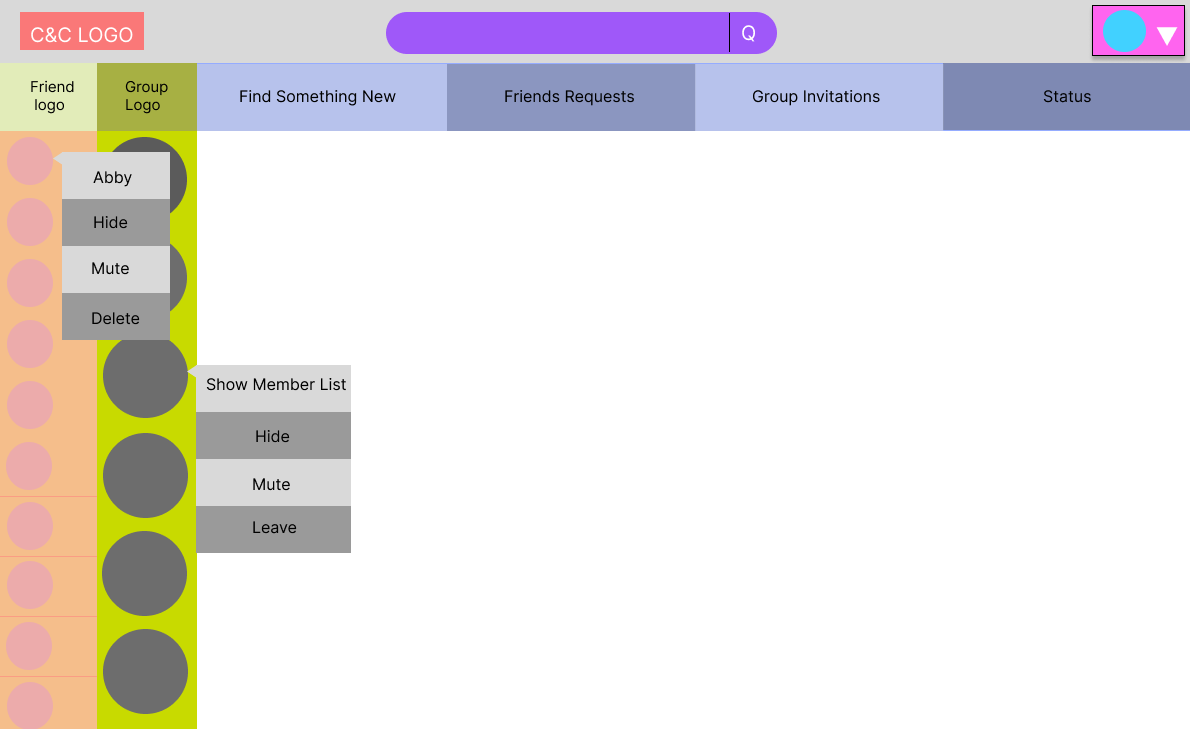 C&C LOGO
Q
Friend
logo
Group
Logo
Find Something New
Friends Requests
Group Invitations
Status
Abby
Hide
Mute
Delete
Show Member List
Hide
Mute
Leave